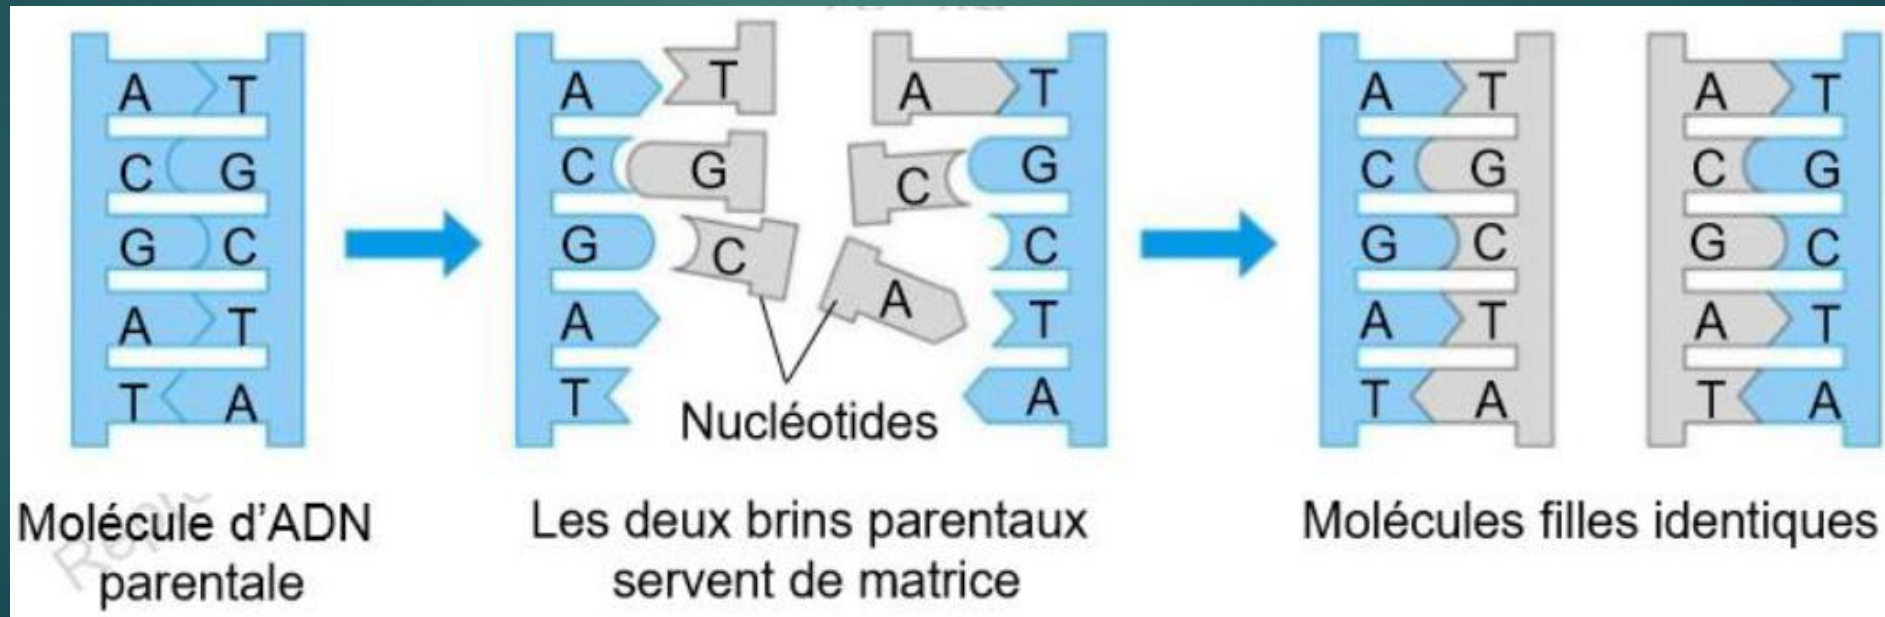 A T
C G
G C
A T
T A
A T A T
C G C G
G C C
A A T
T A
Nucléotides
A T A T
C G C G
G C G C
A T A T
T A T A
Molécule d'ADN
parentale
Les deux brins parentaux
servent de matrice
Molécules filles identiques